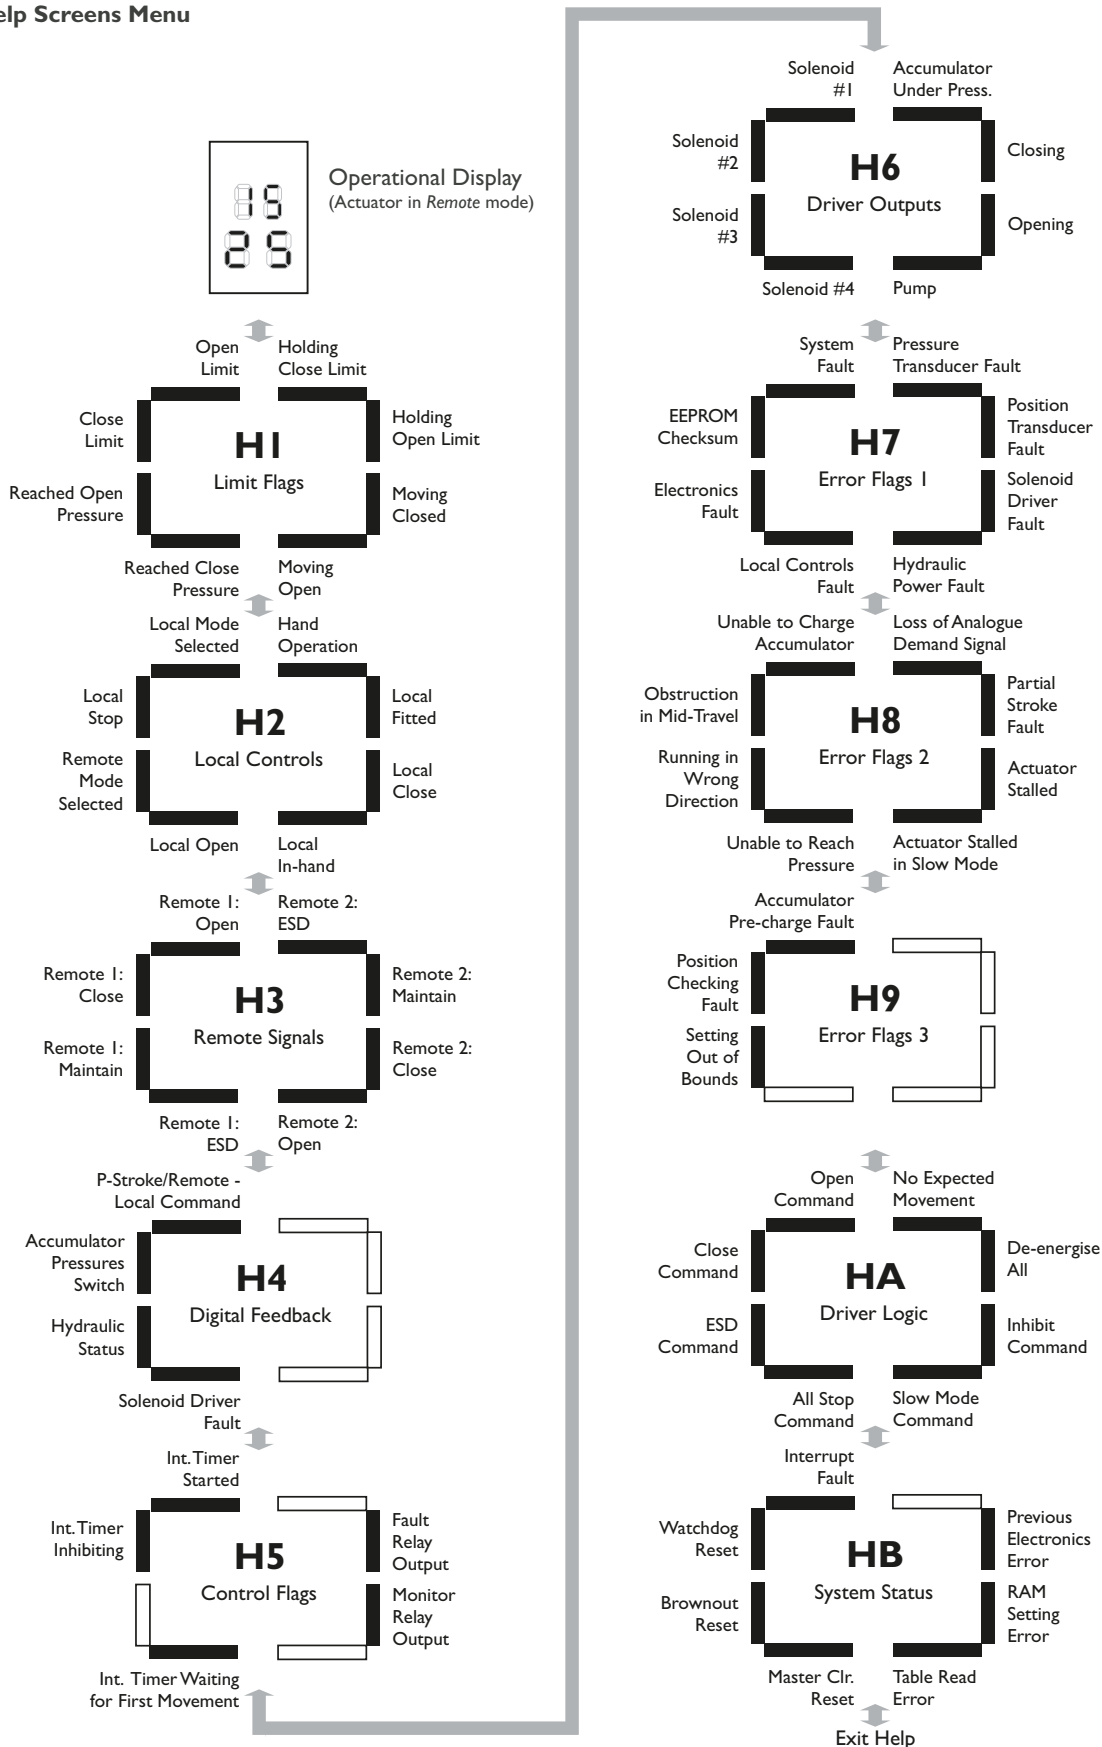 elp Screens Menu
15
25
Operational Display
(Actuator in Remote mode)
Open
Limit
Holding
Close Limit
Close
Limit
Holding
Open Limit
H1
Limit Flags
Reached Open
Pressure
Moving
Closed
Reached Close
Pressure
Moving
Open
Local Mode
Selected
Hand
Operation
Local
Stop
Local
Fitted
H2
Local Controls
Remote
Mode
Selected
Local
Close
Local Open
Local
In-hand
Remote 1:
Open
Remote 2:
ESD
Remote 1:
Close
Remote 2:
Maintain
H3
Remote Signals
Remote 1:
Maintain
Remote 2:
Close
Remote 1:
ESD
Remote 2:
Open
P-Stroke/Remote -
Local Command
Accumulator
Pressures
Switch
H4
Digital Feedback
Hydraulic
Status
Solenoid Driver
Fault
Int. Timer
Started
Int. Timer
Inhibiting
Fault
Relay
Output
H5
Control Flags
Monitor
Relay
Output
Int. Timer Waiting
for First Movement
Solenoid
#1
Accumulator
Under Press.
Solenoid
#2
Closing
H6
Driver Outputs
Solenoid
#3
Opening
Solenoid #4
Pump
System
Fault
Pressure
Transducer Fault
EEPROM
Checksum
Position
Transducer
Fault
H7
Error Flags 1
Electronics
Fault
Solenoid
Driver
Fault
Local Controls
Fault
Hydraulic
Power Fault
Unable to Charge
Accumulator
Loss of Analogue
Demand Signal
Obstruction
in Mid-Travel
Partial
Stroke
Fault
H8
Error Flags 2
Running in
Wrong
Direction
Actuator
Stalled
Unable to Reach
Pressure
Actuator Stalled
in Slow Mode
Accumulator
Pre-charge Fault
Position
Checking
Fault
H9
Error Flags 3
Setting
Out of
Bounds
Open
Command
No Expected
Movement
Close
Command
De-energise
All
HA
Driver Logic
ESD
Command
Inhibit
Command
All Stop
Command
Slow Mode
Command
Interrupt
Fault
Watchdog
Reset
Previous
Electronics
Error
HB
System Status
Brownout
Reset
RAM
Setting
Error
Master Clr.
Reset
Table Read
Error
Exit Help